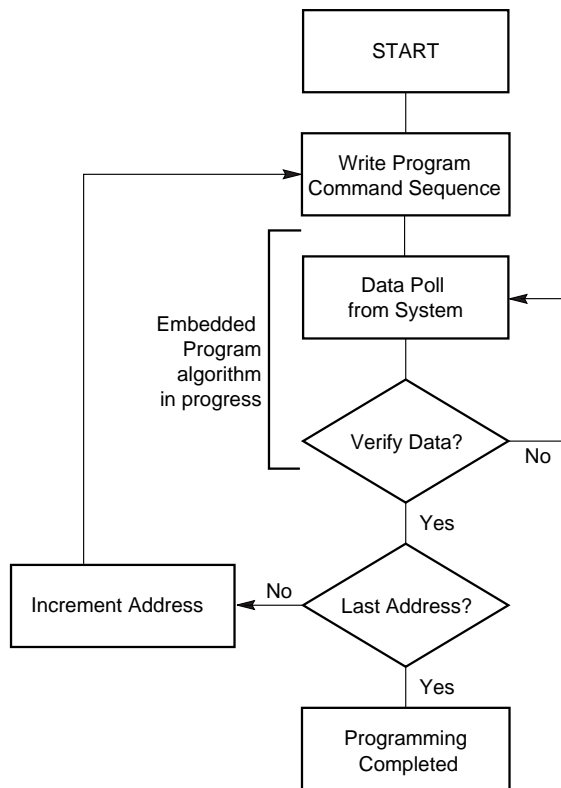 START
Write Program
Command Sequence
Data Poll
from System
Embedded
Program
algorithm
in progress
Verify Data?
No
Yes
Last Address?
No
Increment Address
Yes
Programming
Completed